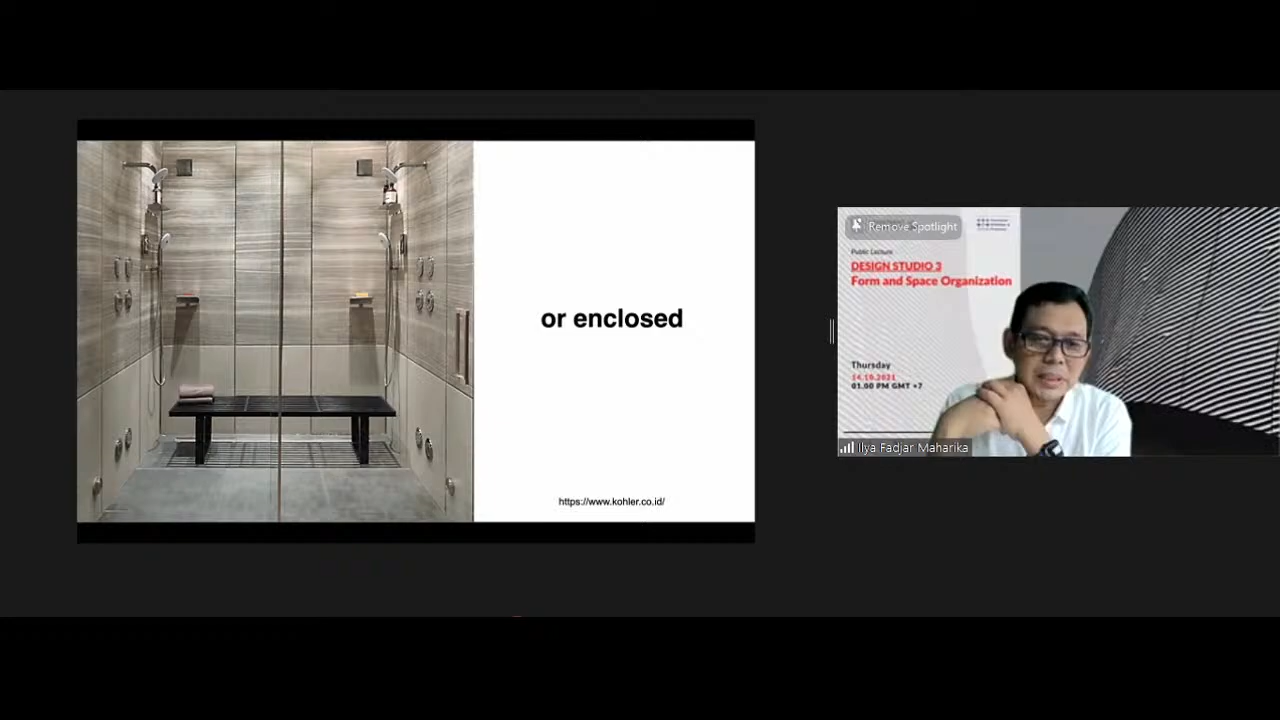 or enclosed
https://www.kohler.co.id/
Remove Spotlight
Public Lecture
DESIGN STUDIO 3
Form and Space Organization
Thursday
14.10.2021
01.00 PM GMT +7
Ilya Fadjar Maharika